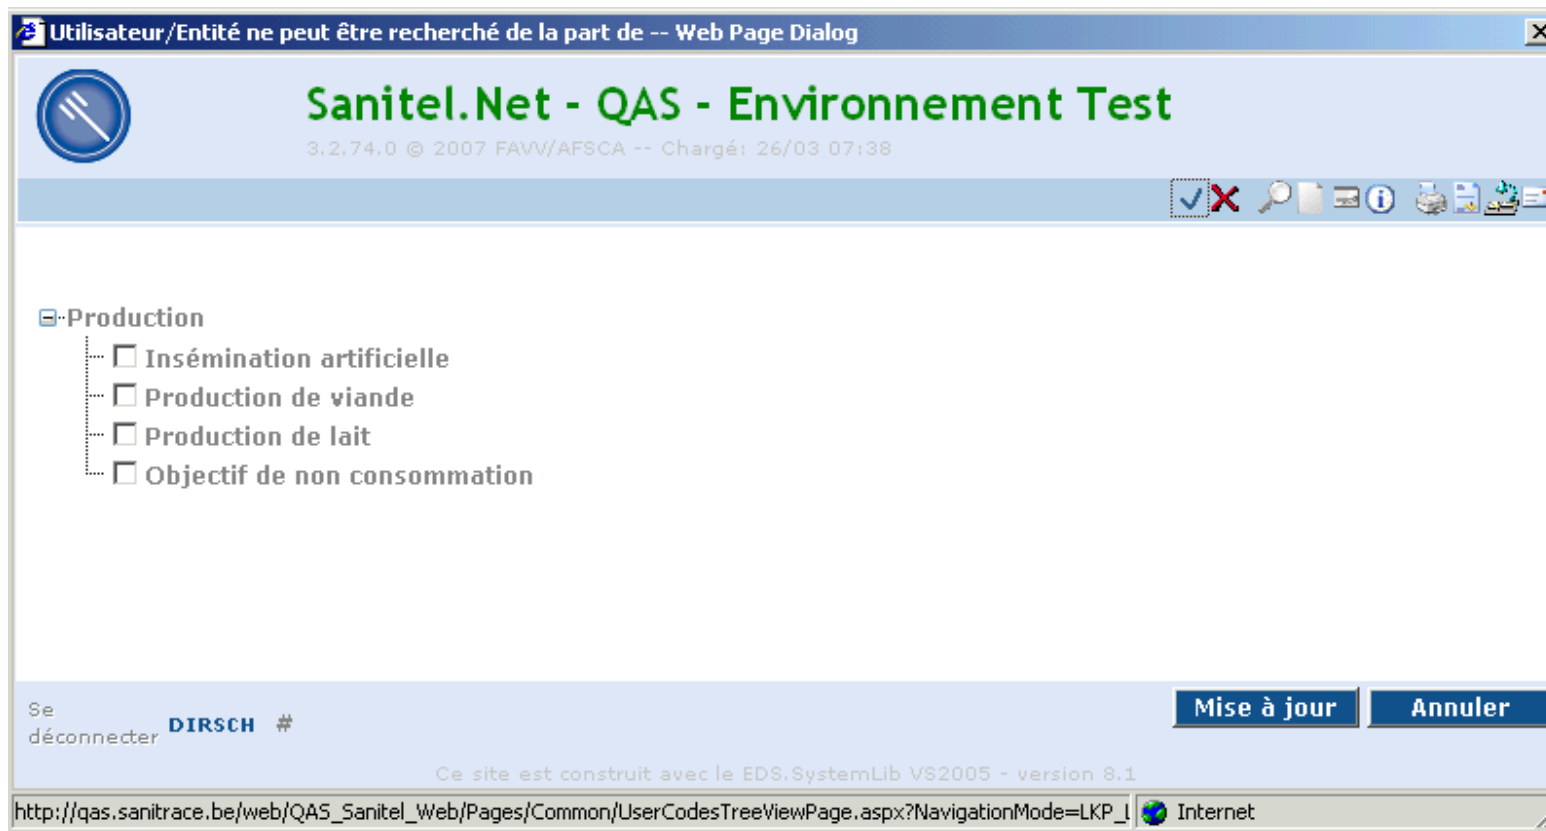 Utilisateur/Entité ne peut être recherché de la part de -- Web Page Dialog
Sanitel.Net - QAS - Environnement Test
3.2.74.0 @ 2007 FAVV/AFSCA -- Chargé: 26/03 07:38
Production
Insémination artificielle
Production de viande
Production de lait
Objectif de non consommation
Se déconnecter DIRSCH #
Mise à jour Annuler
Ce site est construit avec le EDS.SystemLib VS2005 - version 8.1
http://qas.sanitrace.be/web/QAS_Sanitel_Web/Pages/Common/UserCodesTreeViewPage.aspx?NavigationMode=LKP_L Internet